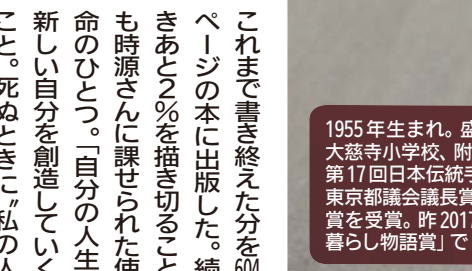 これまで書き終えた分を604
ページの本に出版した。続
きあと2%を描き切ること
も時源さんに課せられた使
命のひとつ。「自分の人生
新しい自分を創造していく
こと。死ぬときに〝私の人
1955年生まれ。盛
大慈寺小学校、附
第17回日本伝統手
東京都議会議長賞
賞を受賞。昨2017
暮らし物語賞」で